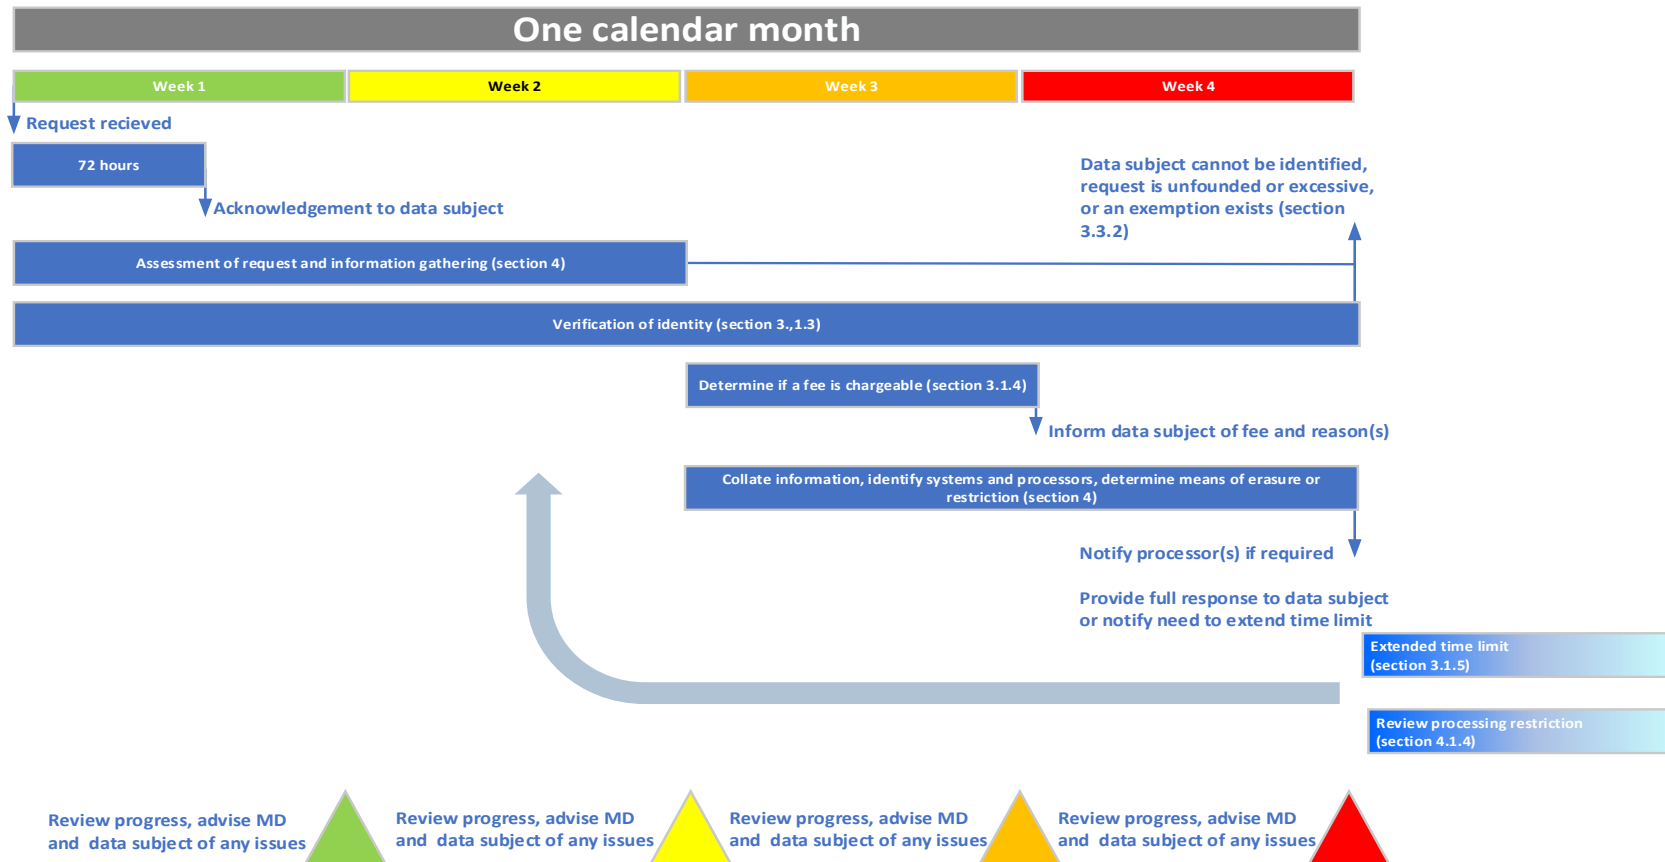 One calendar month
Week 1
Week 2
Week 3
Week 4
Request recieved
72 hours
Acknowledgement to data subject
Data subject cannot be identified,
request is unfounded or excessive,
or an exemption exists (section
3.3.2)
Assessment of request and information gathering (section 4)
Verification of identity (section 3.,1.3)
Determine if a fee is chargeable (section 3.1.4)
Inform data subject of fee and reason(s)
Collate information, identify systems and processors, determine means of erasure or
restriction (section 4)
Notify processor(s) if required
Provide full response to data subject
or notify need to extend time limit
Extended time limit
(section 3.1.5)
Review processing restriction
(section 4.1.4)
Review progress, advise MD
and data subject of any issues
Review progress, advise MD
and data subject of any issues
Review progress, advise MD
and data subject of any issues
Review progress, advise MD
and data subject of any issues